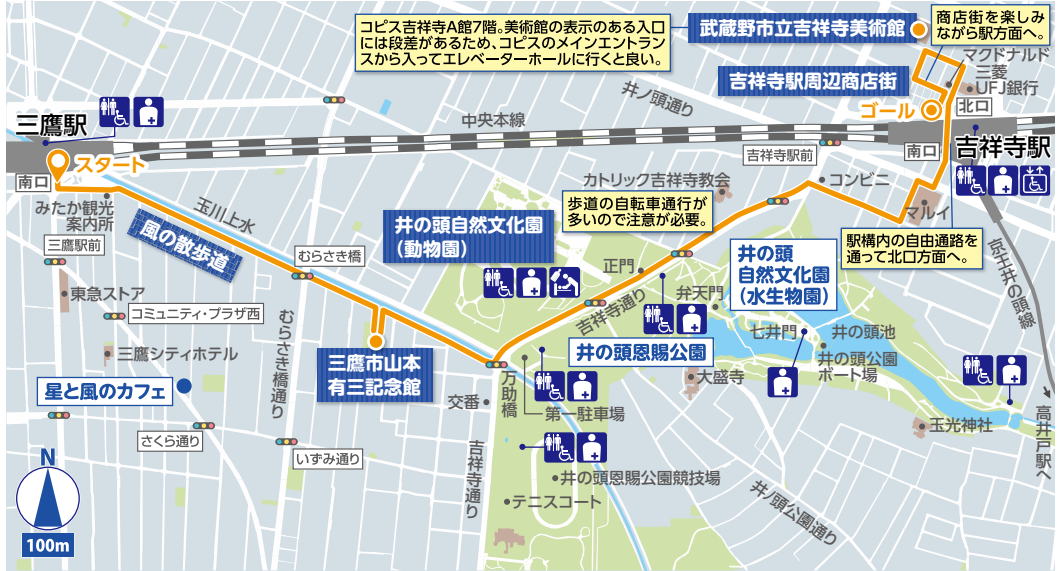 コピス吉祥寺A館7階。美術館の表示のある入口
には段差があるため、コピスのメインエントラン
スから入ってエレベーターホールに行くと良い。
武蔵野市立吉祥寺美術館
商店街を楽しみ
ながら駅方面へ。
吉祥寺駅周辺商店街
マクドナルド
三菱
UFJ銀行
ゴール
北口
井ノ頭通り
中央本線
三鷹駅
スタート
南口
吉祥寺駅前
南口
吉祥寺駅
みたか観光
案内所
玉川上水
カトリック吉祥寺教会
コンビニ
マルイ
歩道の自転車通行が
多いので注意が必要。
井の頭自然文化園
(動物園)
風の散歩道
三鷹駅前
むらさき橋
正門
吉祥寺通り
弁天門
井の頭
自然文化園
(水生物園)
駅構内の自由通路を
通って北口方面へ。
京王井の頭線
東急ストア
コミュニティ・プラザ西
むらさき橋通り
三鷹シティホテル
三鷹市山本
有三記念館
井の頭恩賜公園
七井門
井の頭池
井の頭公園
ボート場
大盛寺
星と風のカフェ
交番
万助橋
第一駐車場
玉光神社
高井戸駅へ
さくら通り
いずみ通り
吉祥寺通り
井の頭恩賜公園競技場
テニスコート
井ノ頭公園通り
N
100m